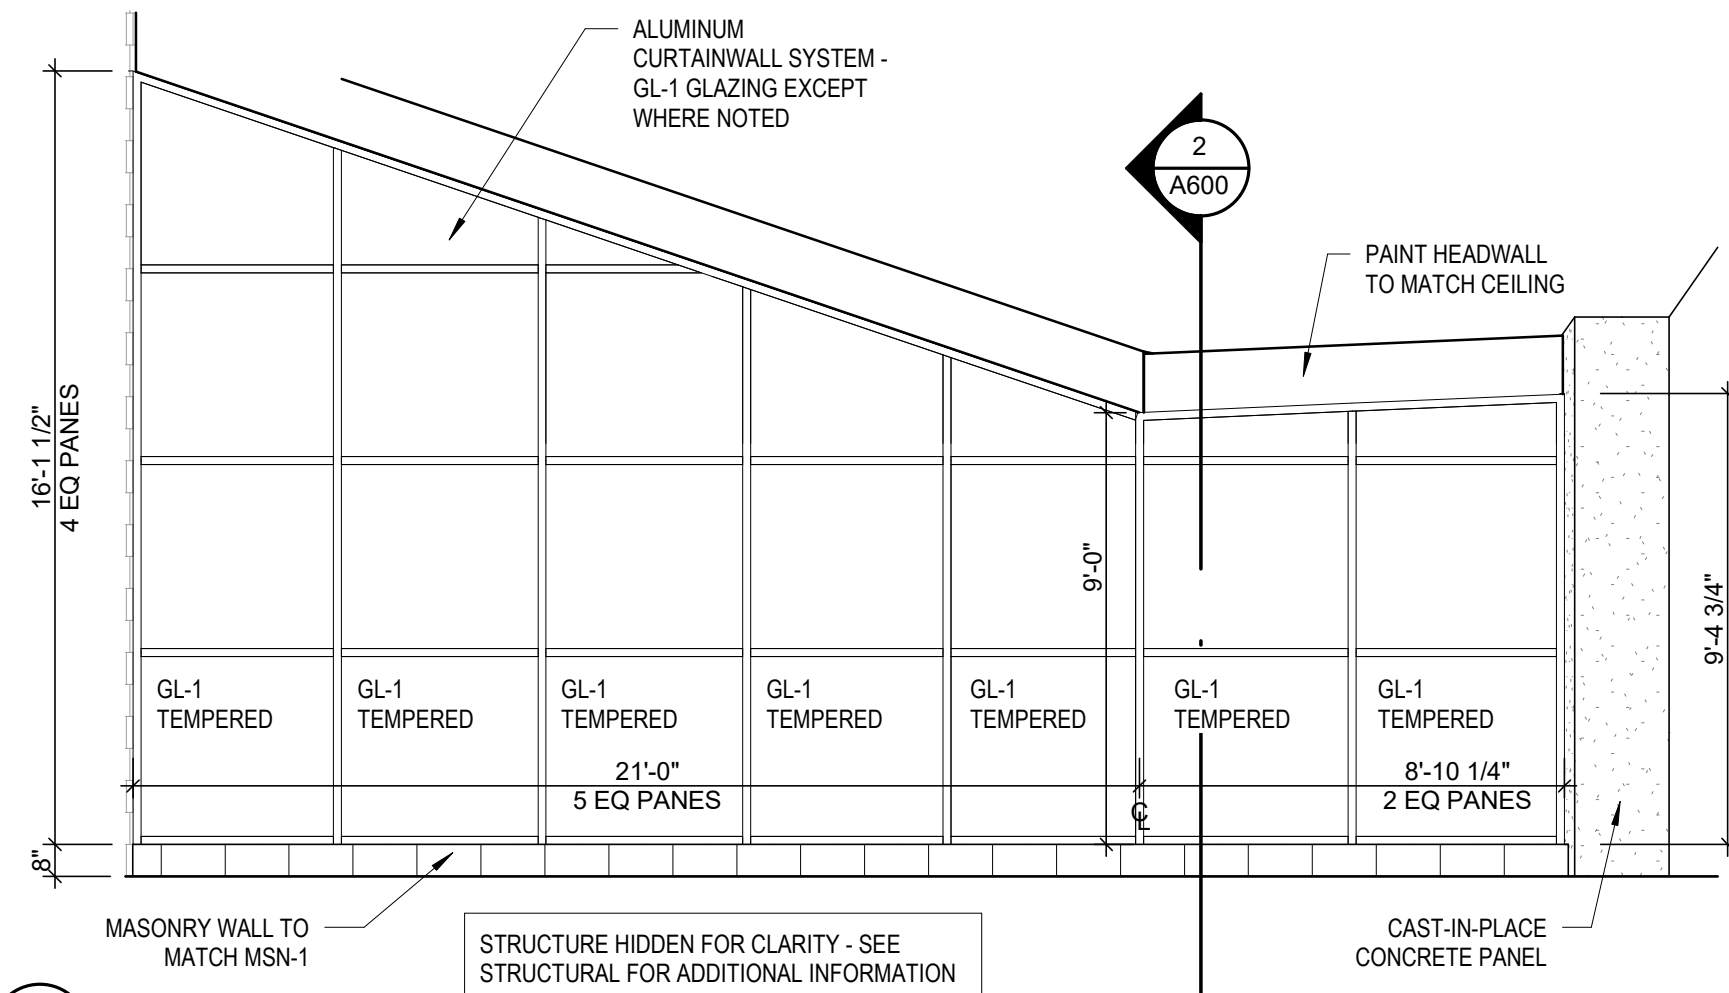 ALUMINUM
CURTAINWALL SYSTEM -
GL-1 GLAZING EXCEPT
WHERE NOTED
2
A600
PAINT HEADWALL
TO MATCH CEILING
16'-1 1/2"
4 EQ PANES
9'-0"
9'-4 3/4"
GL-1
TEMPERED
GL-1
TEMPERED
GL-1
TEMPERED
GL-1
TEMPERED
GL-1
TEMPERED
GL-1
TEMPERED
GL-1
TEMPERED
21'-0"
5 EQ PANES
8'-10 1/4"
2 EQ PANES
CL
8"
MASONRY WALL TO
MATCH MSN-1
STRUCTURE HIDDEN FOR CLARITY - SEE
STRUCTURAL FOR ADDITIONAL INFORMATION
CAST-IN-PLACE
CONCRETE PANEL